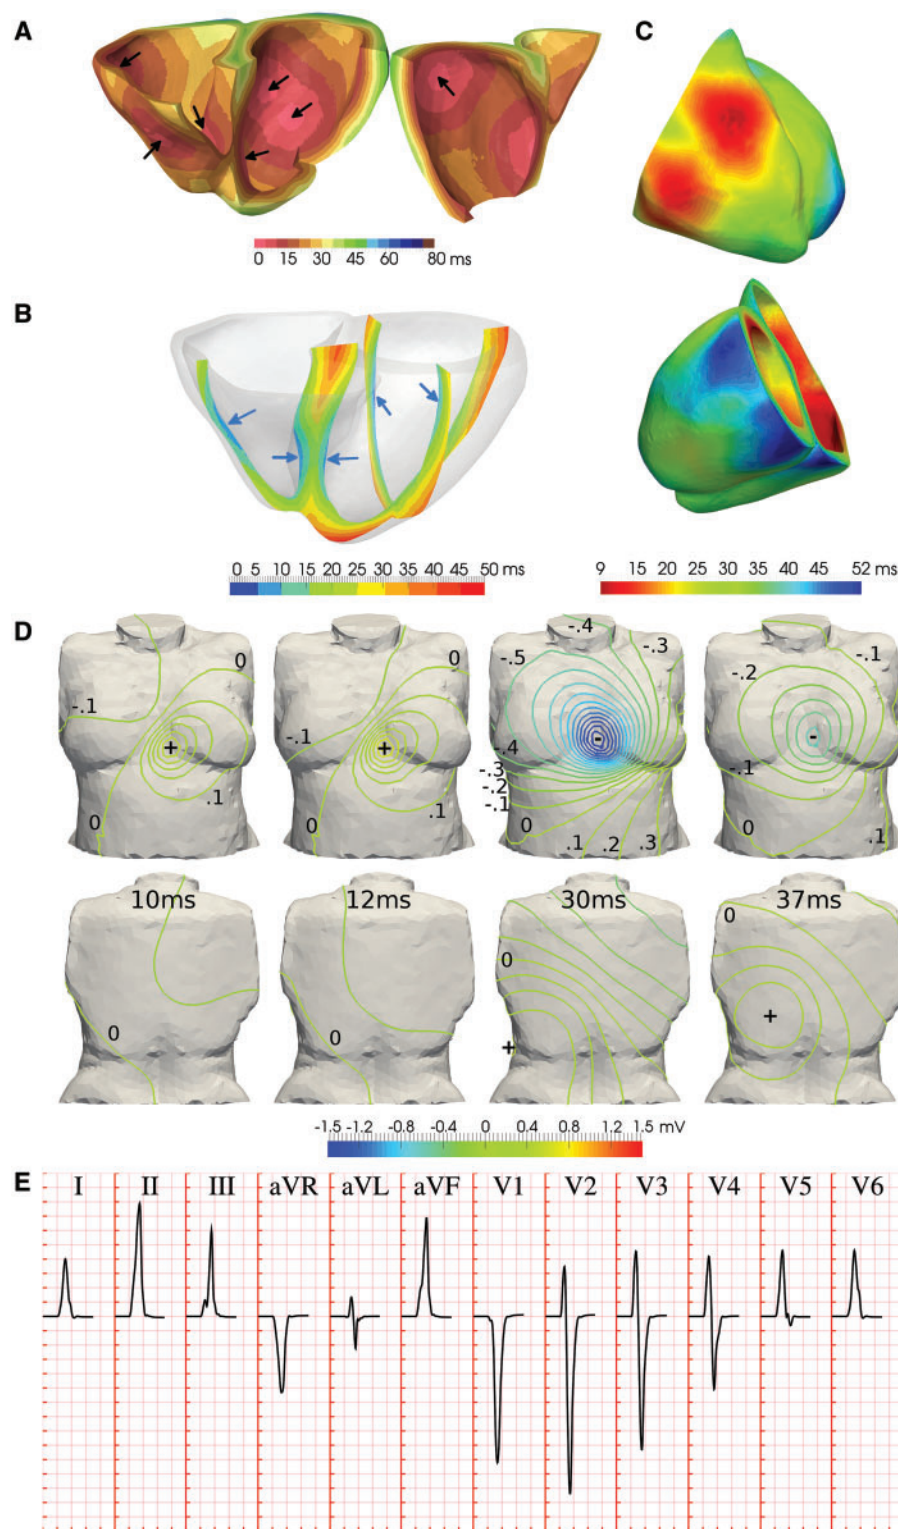 A
C
0 15 30 45 60 80 ms
B
0 5 10 15 20 25 30 35 40 45 50 ms
9 15 20 25 30 35 40 45 52 ms
D
-.1 0 0 .1
-.1 0 0 .1
-.4 -.3 -.5 -.4 -.3 -.2 -.1 0 .1 .2 .3
-.1 -.2 -.1 0 .1
+ + - -
10ms 12ms 30ms 37ms
0 0 0 0
+ +
-1.5 -1.2 -0.8 -0.4 0 0.4 0.8 1.2 1.5 mV
E
I II III aVR aVL aVF V1 V2 V3 V4 V5 V6